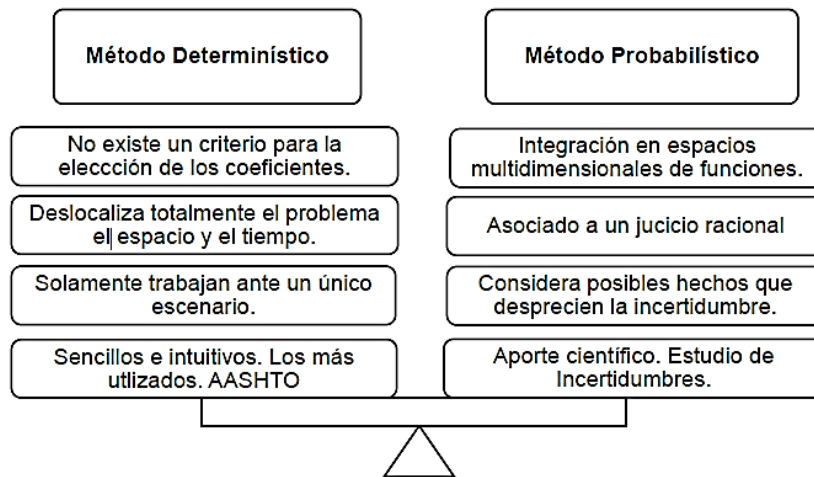 Método Determinístico
No existe un criterio para la
eleccción de los coeficientes.
Deslocaliza totalmente el problema
el espacio y el tiempo.
Solamente trabajan ante un único
escenario.
Sencillos e intuitivos. Los más
utlizados. AASHTO
Método Probabilístico
Integración en espacios
multidimensionales de funciones.
Asociado a un jucicio racional
Considera posibles hechos que
desprecien la incertidumbre.
Aporte científico. Estudio de
Incertidumbres.